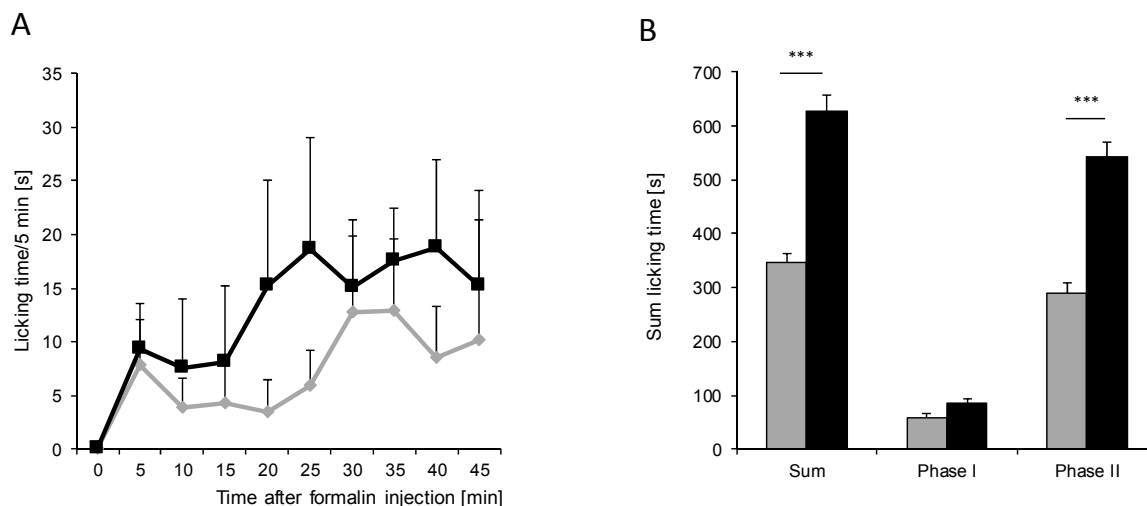 A
Licking time/5 min [s]
35
30
25
20
15
10
5
0
0 5 10 15 20 25 30 35 40 45
Time after formalin injection [min]
B
Sum licking time [s]
700
600
500
400
300
200
100
0
***
***
Sum Phase I Phase II